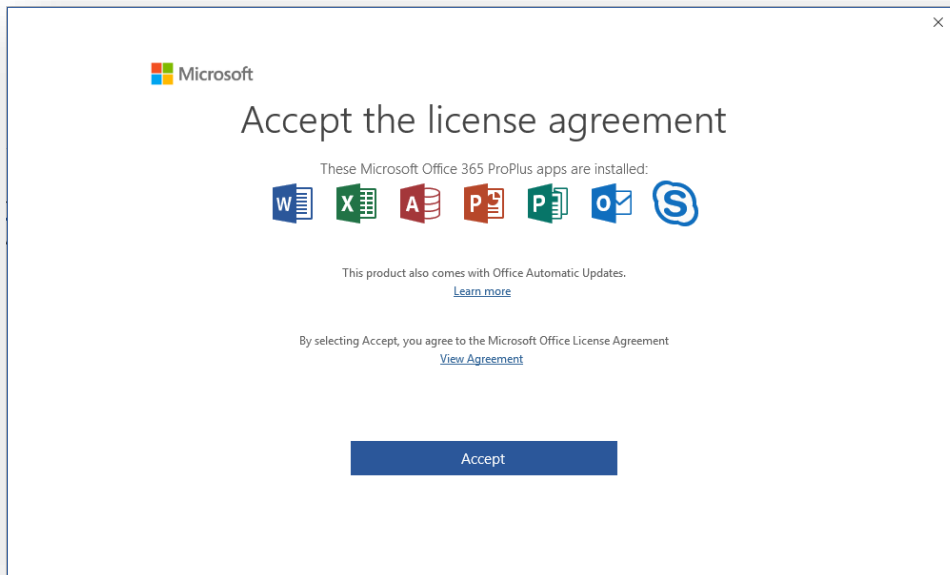 Microsoft
Accept the license agreement
These Microsoft Office 365 ProPlus apps are installed:
W X A P P O S
This product also comes with Office Automatic Updates.
Learn more
By selecting Accept, you agree to the Microsoft Office License Agreement
View Agreement
Accept